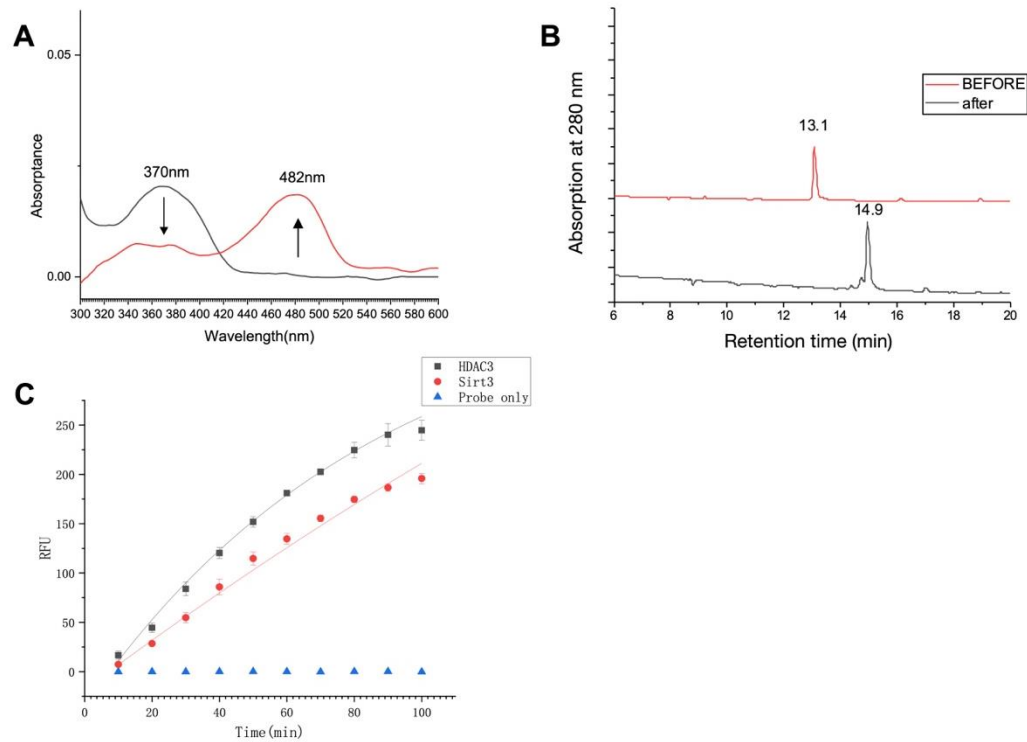 A
0.05
370nm
482nm
Absorptance
0.00
300 320 340 360 380 400 420 440 460 480 500 520 540 560 580 600
Wavelength(nm)
B
BEFORE
after
13.1
14.9
Absorption at 280 nm
6 8 10 12 14 16 18 20
Retention time (min)
C
HDAC3
Sirt3
Probe only
250
200
150
100
50
0
RFU
0 20 40 60 80 100
Time(min)